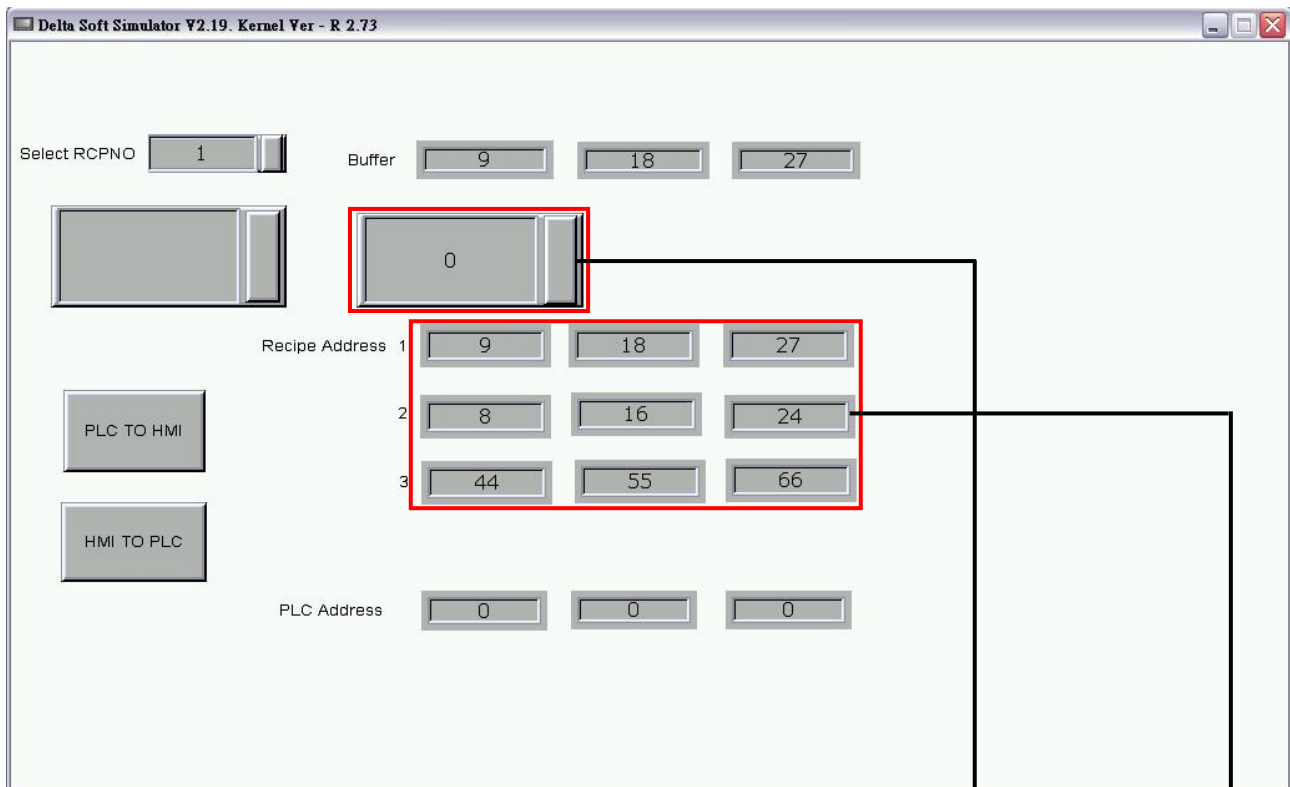 Delta Soft Simulator V2.19. Kernel Ver - R 2.73
Select RCPNO 1 Buffer 9 18 27
0
Recipe Address 1 9 18 27
PLC TO HMI 2 8 16 24
3 44 55 66
HMI TO PLC
PLC Address 0 0 0